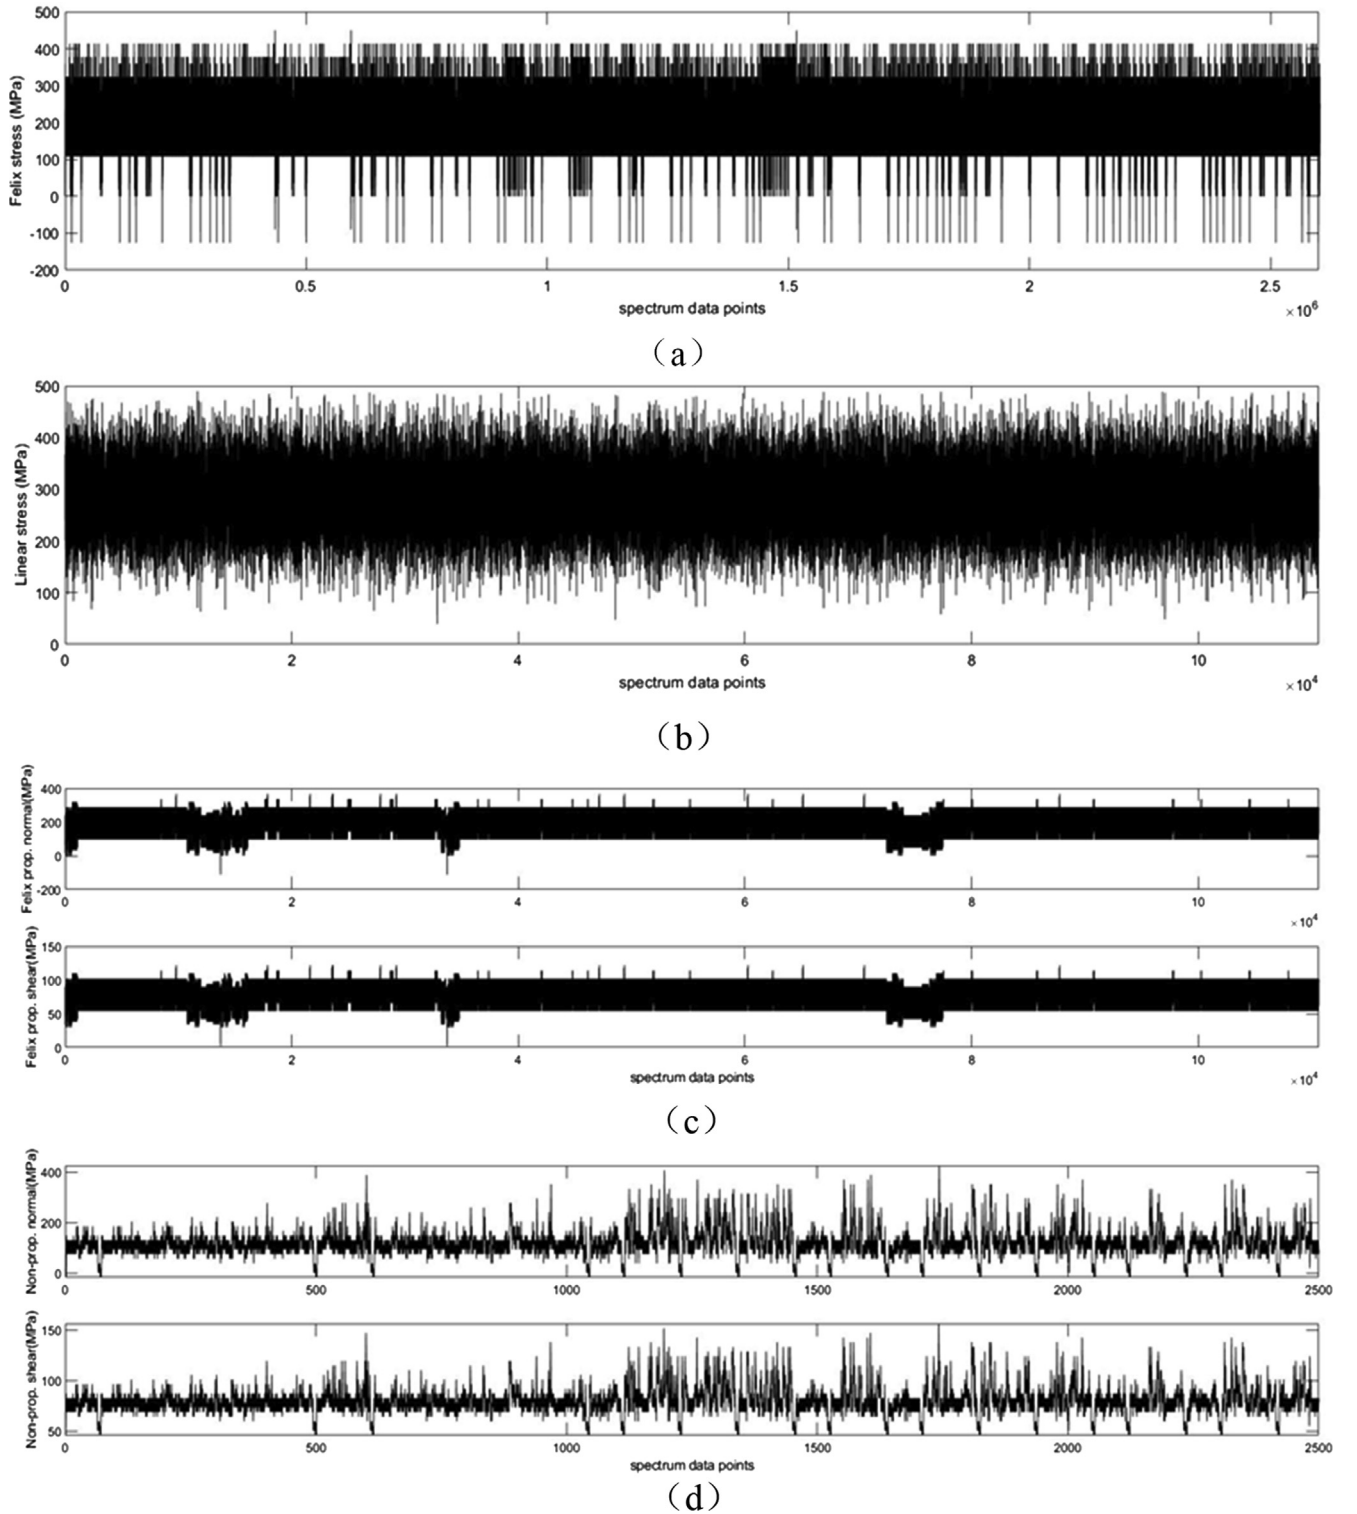 Felix stress (MPa)
500
400
300
200
100
0
-100
-200
0 0.5 1 1.5 2 2.5
×10^6
spectrum data points
（a）
Linear stress (MPa)
500
400
300
200
100
0
0 2 4 6 8 10
×10^4
spectrum data points
（b）
Felix prop. normal(MPa)
400
200
0
-200
0 2 4 6 8 10
×10^4
Felix prop. shear(MPa)
150
100
50
0
0 2 4 6 8 10
×10^4
spectrum data points
（c）
Non-prop. normal(MPa)
400
200
0
0 500 1000 1500 2000 2500
Non-prop. shear(MPa)
150
100
50
0 500 1000 1500 2000 2500
spectrum data points
（d）